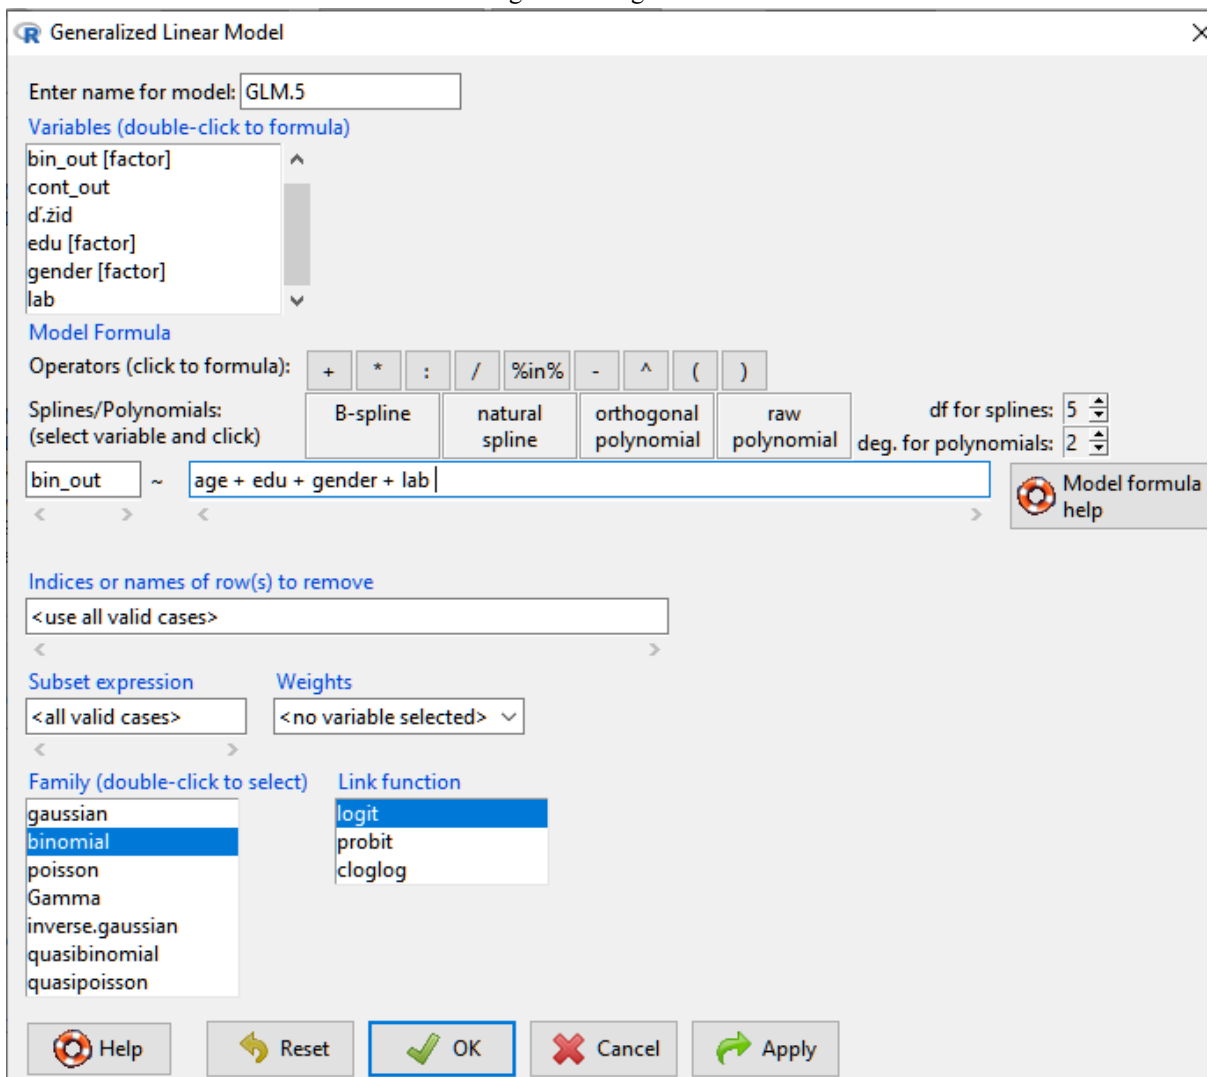 Generalized Linear Model
Enter name for model: GLM.5
Variables (double-click to formula)
bin_out [factor]
cont_out
ď.žid
edu [factor]
gender [factor]
lab
Model Formula
Operators (click to formula): + * : / %in% - ^ ( )
Splines/Polynomials:
(select variable and click)
B-spline
natural
spline
orthogonal
polynomial
raw
polynomial
df for splines: 5
deg. for polynomials: 2
bin_out ~ age + edu + gender + lab
Model formula
help
Indices or names of row(s) to remove
<use all valid cases>
Subset expression Weights
<all valid cases> <no variable selected>
Family (double-click to select) Link function
gaussian logit
binomial probit
poisson cloglog
Gamma
inverse.gaussian
quasibinomial
quasipoisson
Help Reset OK Cancel Apply